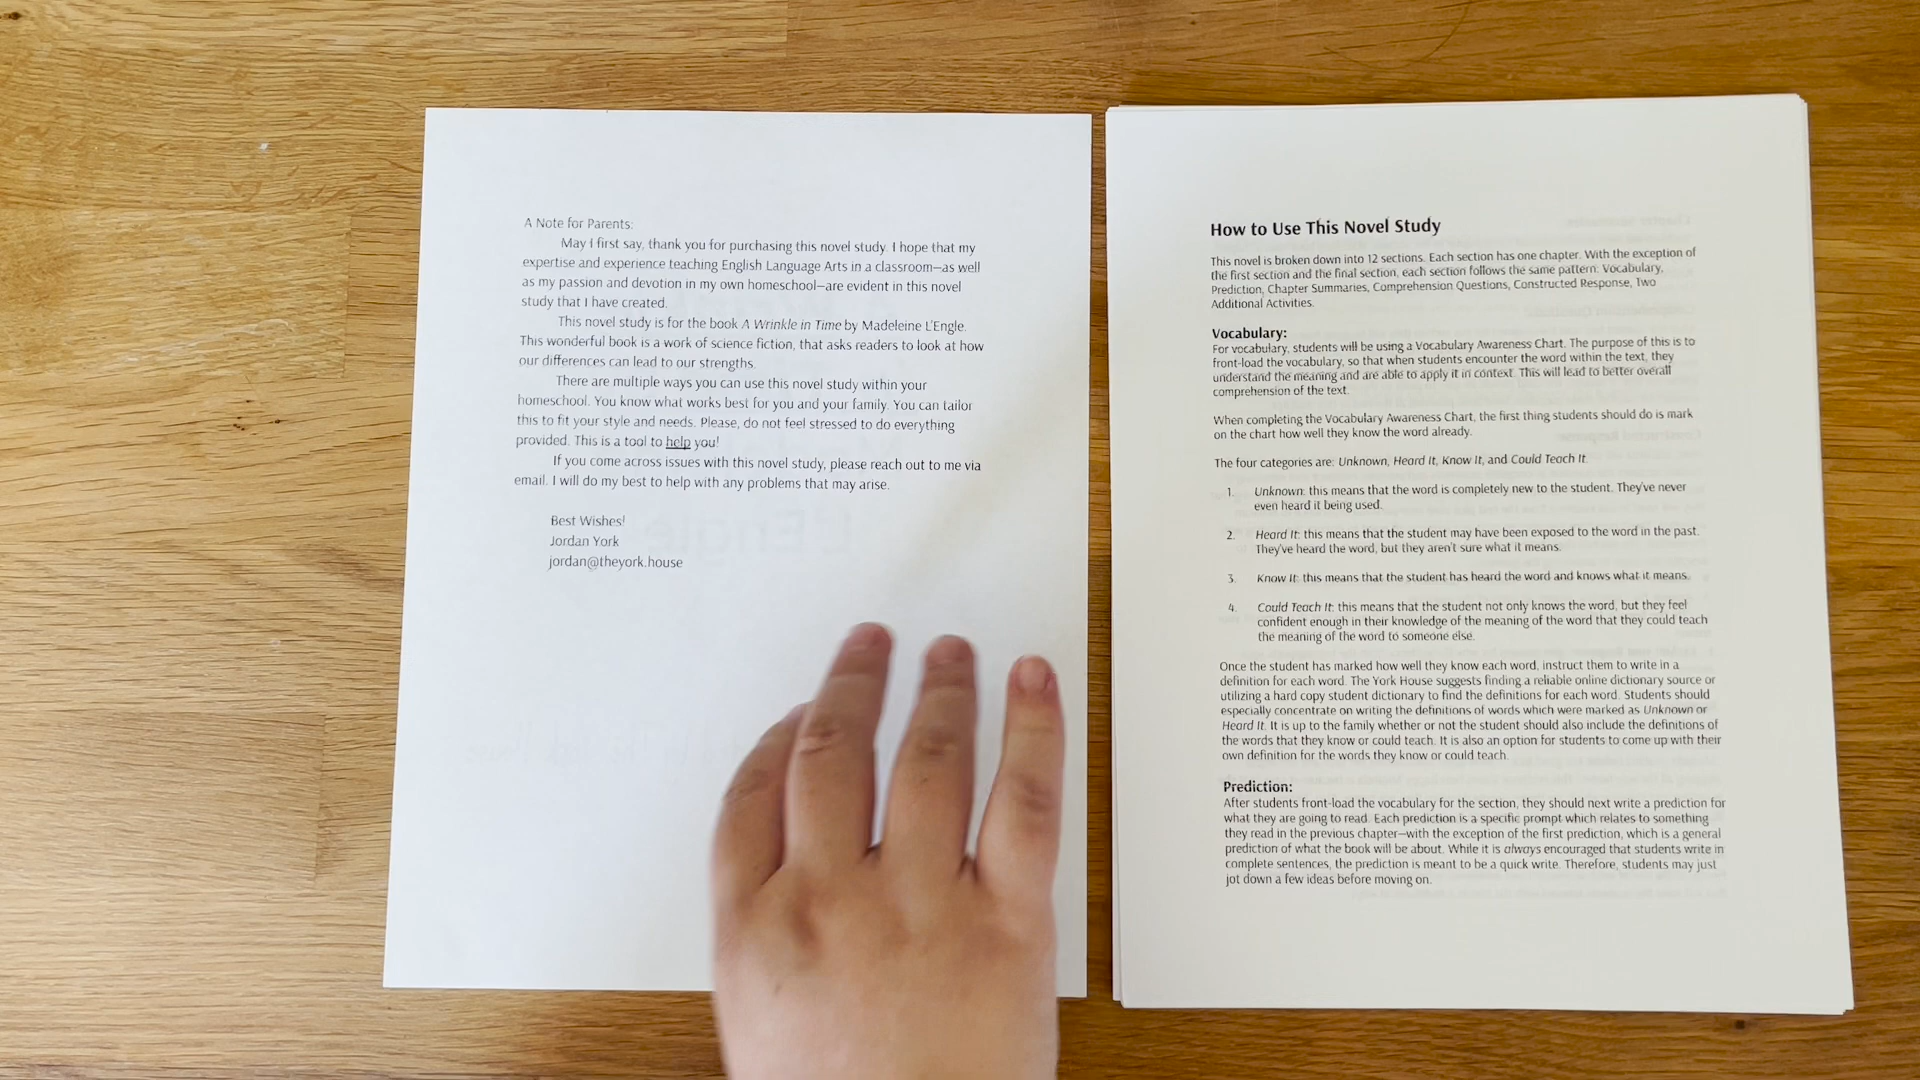 A Note for Parents:
May I first say, thank you for purchasing this novel study. I hope that my
expertise and experience teaching English Language Arts in a classroom—as well
as my passion and devotion in my own homeschool—are evident in this novel
study that I have created.
This novel study is for the book A Wrinkle in Time by Madeleine L'Engle.
This wonderful book is a work of science fiction, that asks readers to look at how
our differences can lead to our strengths.
There are multiple ways you can use this novel study within your
homeschool. You know what works best for you and your family. You can tailor
this to fit your style and needs. Please, do not feel stressed to do everything
provided. This is a tool to help you!
If you come across issues with this novel study, please reach out to me via
email. I will do my best to help with any problems that may arise.
Best Wishes!
Jordan York
jordan@theyork.house
How to Use This Novel Study
This novel is broken down into 12 sections. Each section has one chapter. With the exception of
the first section and the final section, each section follows the same pattern: Vocabulary,
Prediction, Chapter Summaries, Comprehension Questions, Constructed Response, Two
Additional Activities.
Vocabulary:
For vocabulary, students will be using a Vocabulary Awareness Chart. The purpose of this is to
front-load the vocabulary, so that when students encounter the word within the text, they
understand the meaning and are able to apply it in context. This will lead to better overall
comprehension of the text.
When completing the Vocabulary Awareness Chart, the first thing students should do is mark
on the chart how well they know the word already.
The four categories are: Unknown, Heard It, Know It, and Could Teach It.
1. Unknown: this means that the word is completely new to the student. They've never
even heard it being used.
2. Heard It: this means that the student may have been exposed to the word in the past.
They've heard the word, but they aren't sure what it means.
3. Know It: this means that the student has heard the word and knows what it means.
4. Could Teach It: this means that the student not only knows the word, but they feel
confident enough in their knowledge of the meaning of the word that they could teach
the meaning of the word to someone else.
Once the student has marked how well they know each word, instruct them to write in a
definition for each word. The York House suggests finding a reliable online dictionary source or
utilizing a hard copy student dictionary to find the definitions for each word. Students should
especially concentrate on writing the definitions of words which were marked as Unknown or
Heard It. It is up to the family whether or not the student should also include the definitions of
the words that they know or could teach. It is also an option for students to come up with their
own definition for the words they know or could teach.
Prediction:
After students front-load the vocabulary for the section, they should next write a prediction for
what they are going to read. Each prediction is a specific prompt which relates to something
they read in the previous chapter—with the exception of the first prediction, which is a general
prediction of what the book will be about. While it is always encouraged that students write in
complete sentences, the prediction is meant to be a quick write. Therefore, students may just
jot down a few ideas before moving on.